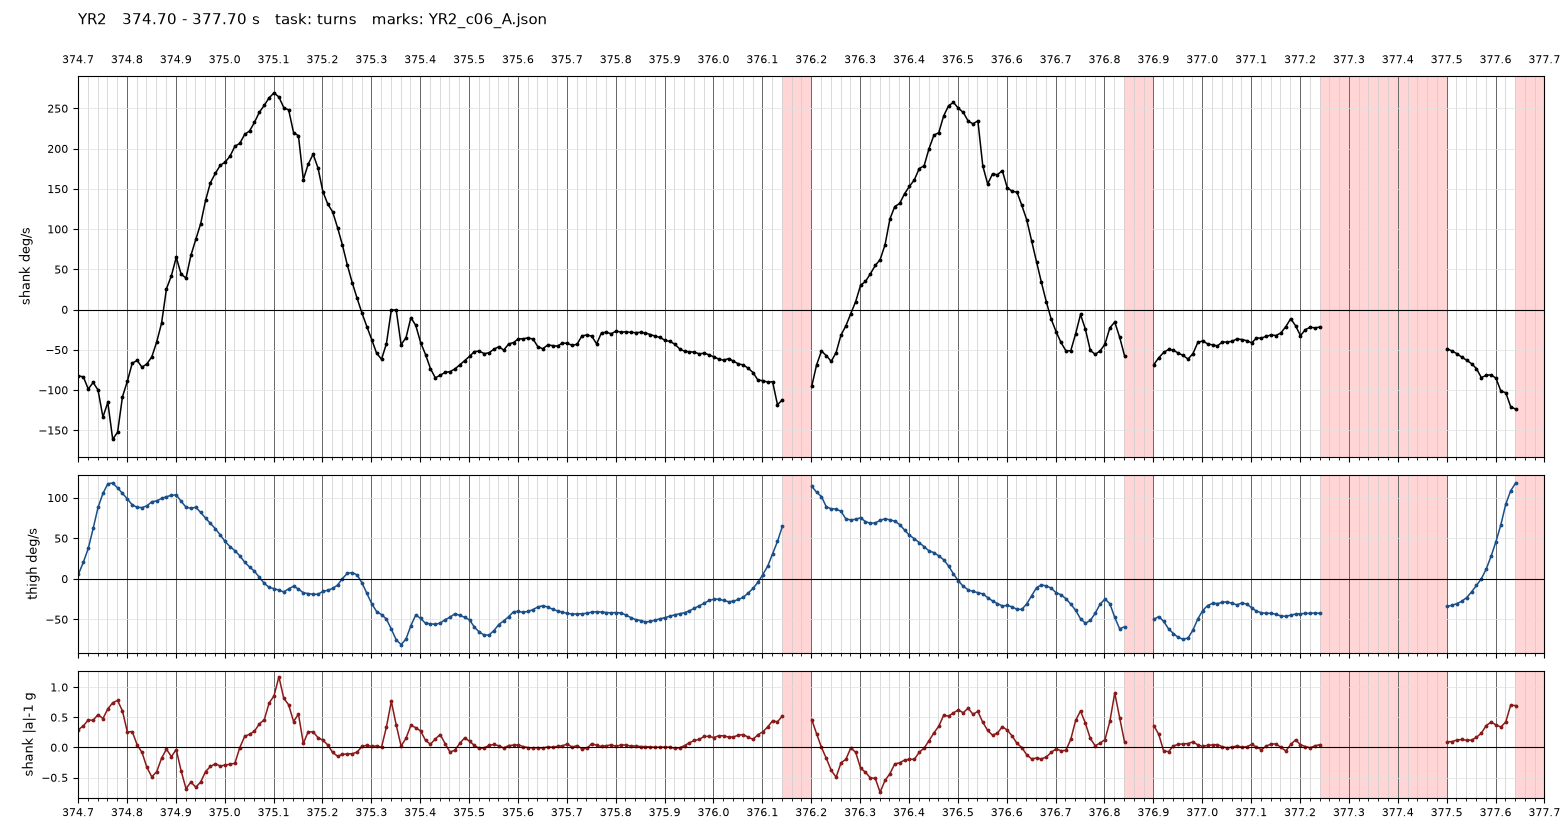 YR2   374.70 - 377.70 s   task: turns   marks: YR2_c06_A.json
374.7 374.8 374.9 375.0 375.1 375.2 375.3 375.4 375.5 375.6 375.7 375.8 375.9 376.0 376.1 376.2 376.3 376.4 376.5 376.6 376.7 376.8 376.9 377.0 377.1 377.2 377.3 377.4 377.5 377.6 377.7
shank deg/s
250
200
150
100
50
0
−50
−100
−150
thigh deg/s
100
50
0
−50
shank |a|-1 g
1.0
0.5
0.0
−0.5
374.7 374.8 374.9 375.0 375.1 375.2 375.3 375.4 375.5 375.6 375.7 375.8 375.9 376.0 376.1 376.2 376.3 376.4 376.5 376.6 376.7 376.8 376.9 377.0 377.1 377.2 377.3 377.4 377.5 377.6 377.7